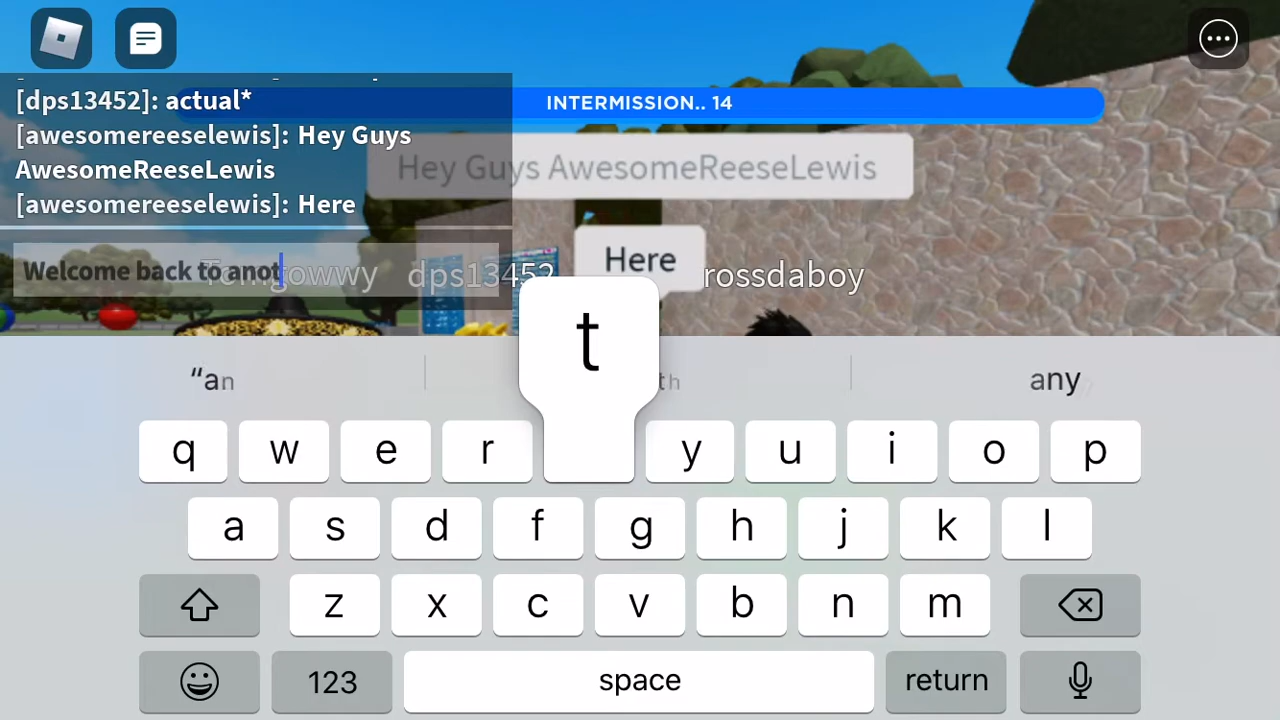 [dps13452]: actual*
[awesomereeselewis]: Hey Guys
AwesomeReeseLewis
[awesomereeselewis]: Here
INTERMISSION.. 14
Hey Guys AwesomeReeseLewis
Here
Welcome back to anot
dps13452
rossdaboy
t
“an
any
q w e r y u i o p
a s d f g h j k l
z x c v b n m
123 space return